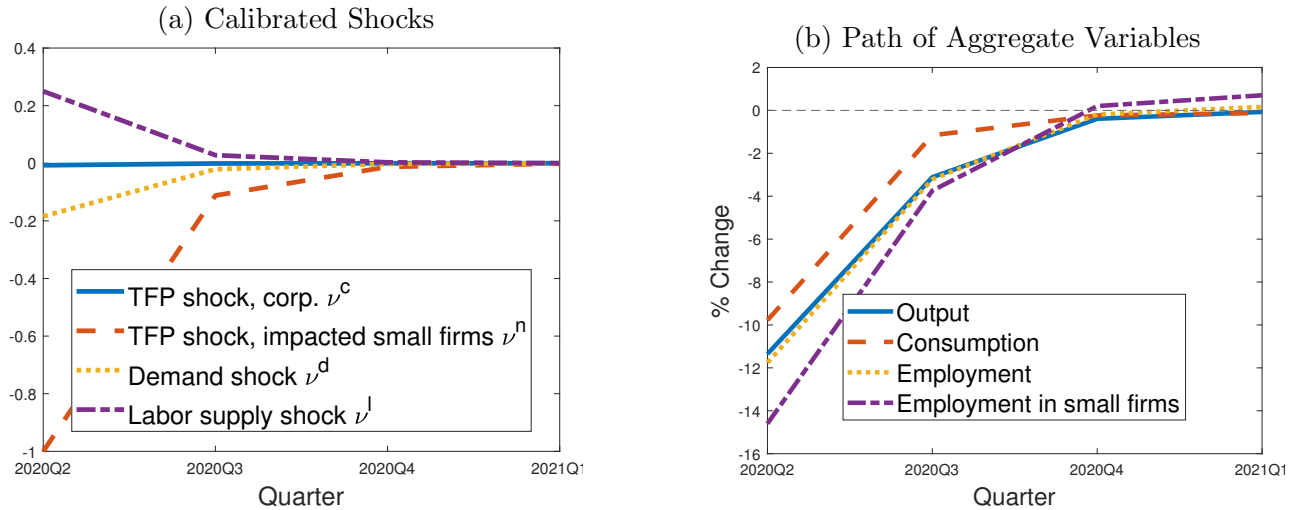 (a) Calibrated Shocks
0.4
0.2
0
-0.2
-0.4
-0.6
-0.8
-1
TFP shock, corp. ν^c
TFP shock, impacted small firms ν^n
Demand shock ν^d
Labor supply shock ν^l
2020Q2 2020Q3 2020Q4 2021Q1
Quarter
(b) Path of Aggregate Variables
% Change
2
0
-2
-4
-6
-8
-10
-12
-14
-16
Output
Consumption
Employment
Employment in small firms
2020Q2 2020Q3 2020Q4 2021Q1
Quarter